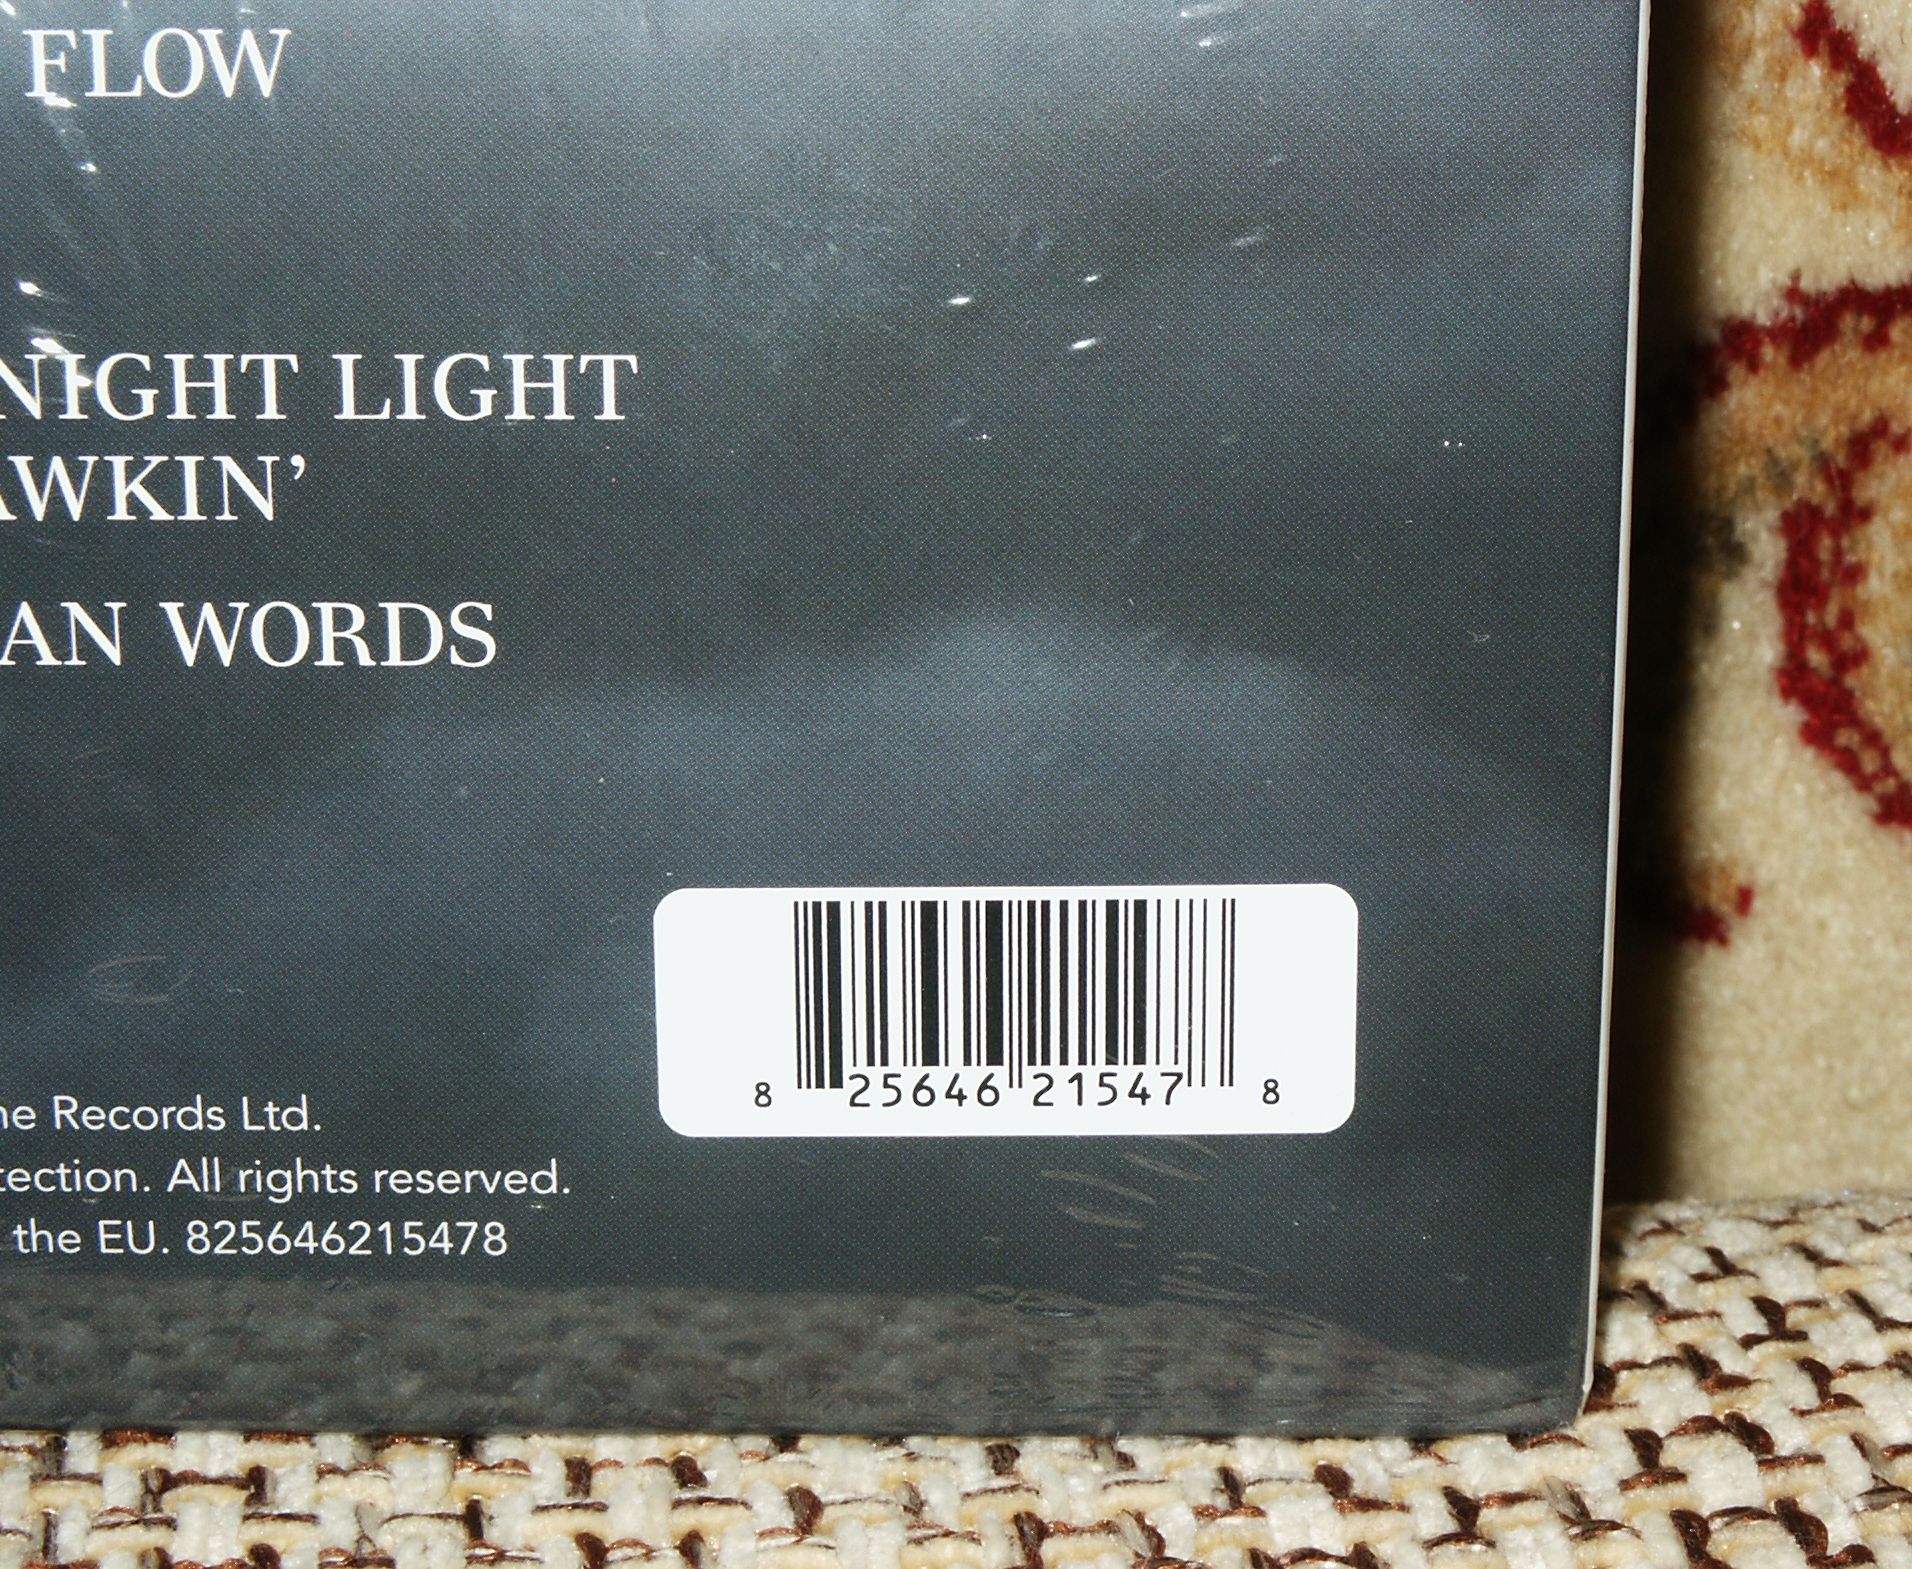 FLOW
NIGHT LIGHT
AWKIN’
AN WORDS
8 25646 21547 8
ne Records Ltd.
tection. All rights reserved.
the EU. 825646215478